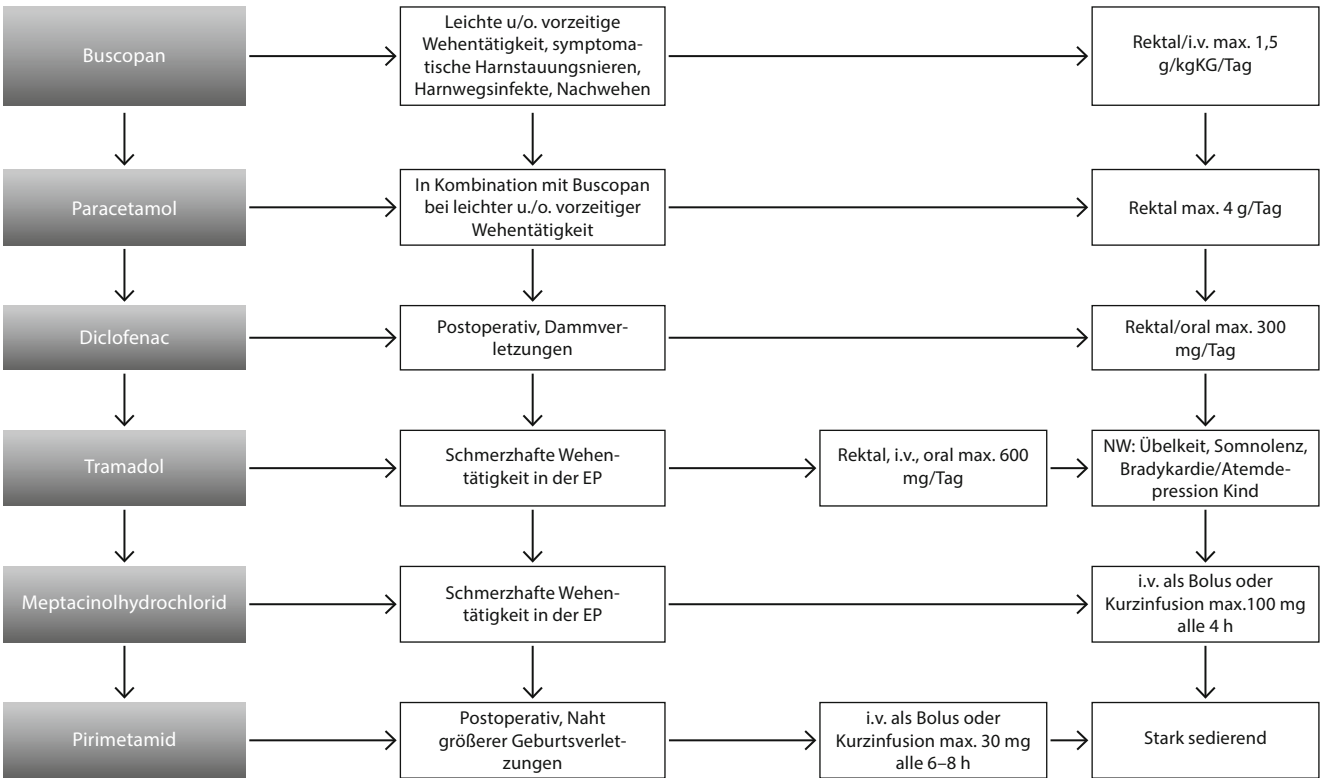 Buscopan
Leichte u/o. vorzeitige
Wehentätigkeit, symptoma-
tische Harnstauungsnieren,
Harnwegsinfekte, Nachwehen
Rektal/i.v. max. 1,5
g/kgKG/Tag
Paracetamol
In Kombination mit Buscopan
bei leichter u./o. vorzeitiger
Wehentätigkeit
Rektal max. 4 g/Tag
Diclofenac
Postoperativ, Dammver-
letzungen
Rektal/oral max. 300
mg/Tag
Tramadol
Schmerzhafte Wehen-
tätigkeit in der EP
Rektal, i.v., oral max. 600
mg/Tag
NW: Übelkeit, Somnolenz,
Bradykardie/Atemde-
pression Kind
Meptacinolhydrochlorid
Schmerzhafte Wehen-
tätigkeit in der EP
i.v. als Bolus oder
Kurzinfusion max.100 mg
alle 4 h
Pirimetamid
Postoperativ, Naht
größerer Geburtsverlet-
zungen
i.v. als Bolus oder
Kurzinfusion max. 30 mg
alle 6–8 h
Stark sedierend